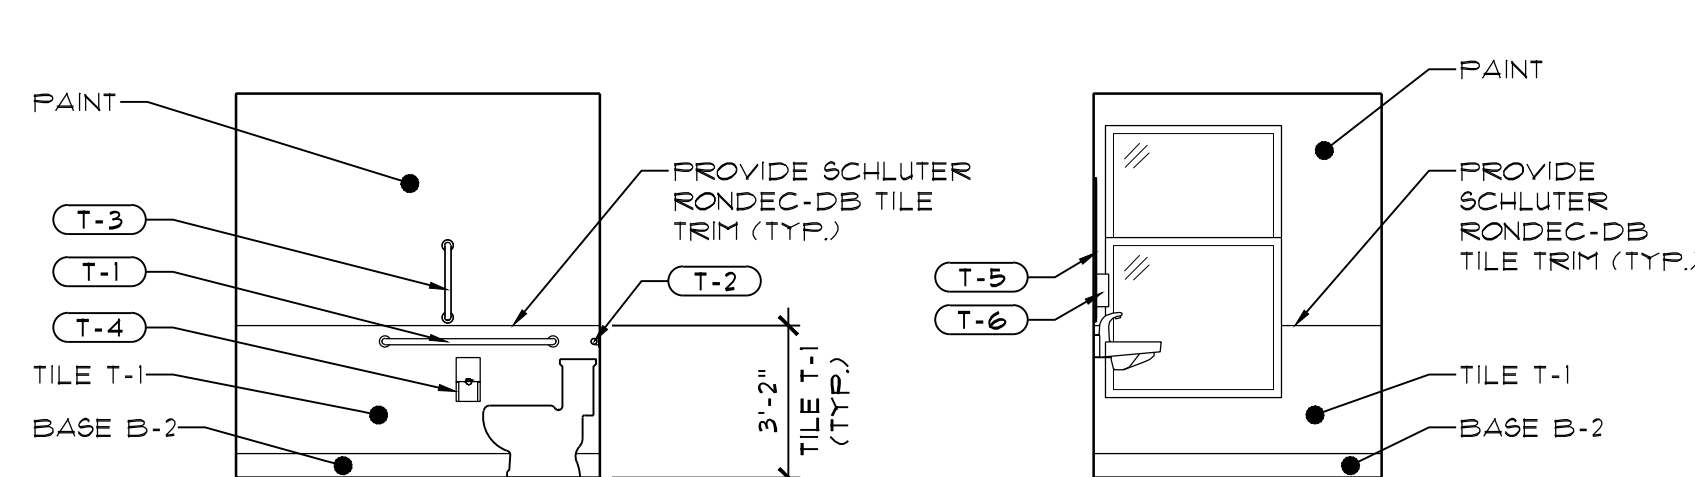 PAINT
T-3
T-1
T-4
TILE T-1
BASE B-2
PROVIDE SCHLUTER
RONDEC-DB TILE
TRIM (TYP.)
T-2
3'-2"
TILE T-1
(TYP.)
T-5
T-6
PAINT
PROVIDE
SCHLUTER
RONDEC-DB
TILE TRIM (TYP.)
TILE T-1
BASE B-2